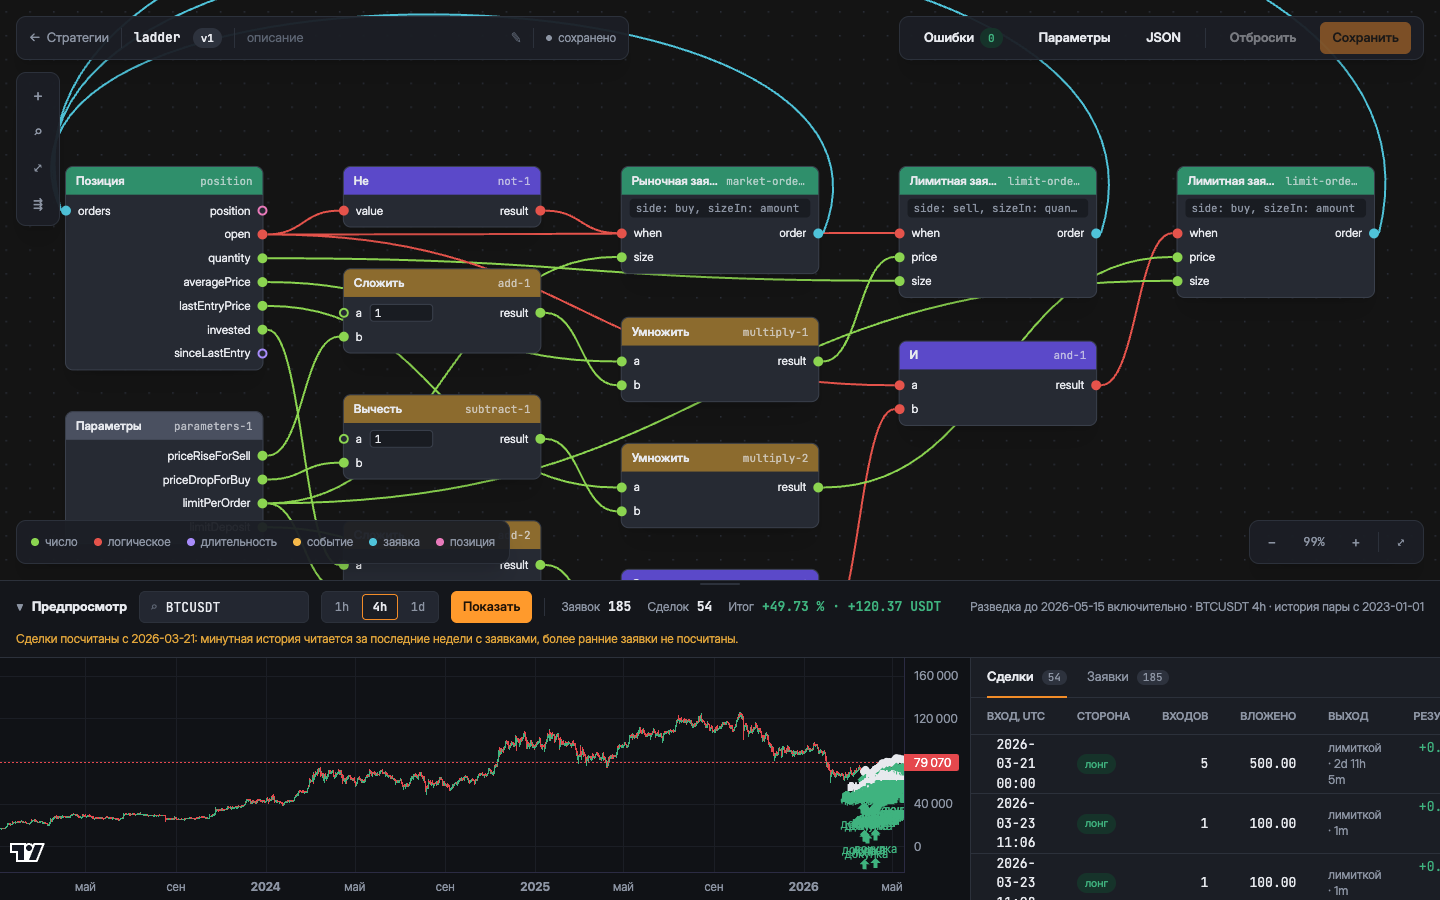 ← Стратегии ladder v1 описание сохранено
Ошибки 0 Параметры JSON Отбросить Сохранить
Позиция position
orders position
open
quantity
averagePrice
lastEntryPrice
invested
sinceLastEntry
Параметры parameters-1
priceRiseForSell
priceDropForBuy
limitPerOrder
Не not-1
value result
Сложить add-1
a 1 result
b
Вычесть subtract-1
a 1 result
b
d-2
a result
Рыночная зая... market-orde...
side: buy, sizeIn: amount
when order
size
Умножить multiply-1
a result
b
Умножить multiply-2
a result
b
Лимитная зая... limit-orde...
side: sell, sizeIn: quan...
when order
price
size
И and-1
a result
b
Лимитная зая... limit-orde...
side: buy, sizeIn: amount
when order
price
size
число логическое длительность событие заявка позиция
− 99% +
▼ Предпросмотр BTCUSDT 1h 4h 1d Показать Заявок 185 Сделок 54 Итог +49.73 % · +120.37 USDT Разведка до 2026-05-15 включительно · BTCUSDT 4h · история пары с 2023-01-01
Сделки посчитаны с 2026-03-21: минутная история читается за последние недели с заявками, более ранние заявки не посчитаны.
160 000
120 000
79 070
40 000
0
докупка
май сен 2024 май сен 2025 май сен 2026 май
Сделки 54 Заявки 185
ВХОД, UTC СТОРОНА ВХОДОВ ВЛОЖЕНО ВЫХОД РЕЗУ
2026-
03-21
00:00
лонг 5 500.00
лимиткой
· 2d 11h
5m
+0.
2026-
03-23
11:06
лонг 1 100.00
лимиткой
· 1m
+0.
2026-
03-23
лонг 1 100.00
лимиткой
· 1m
+0.